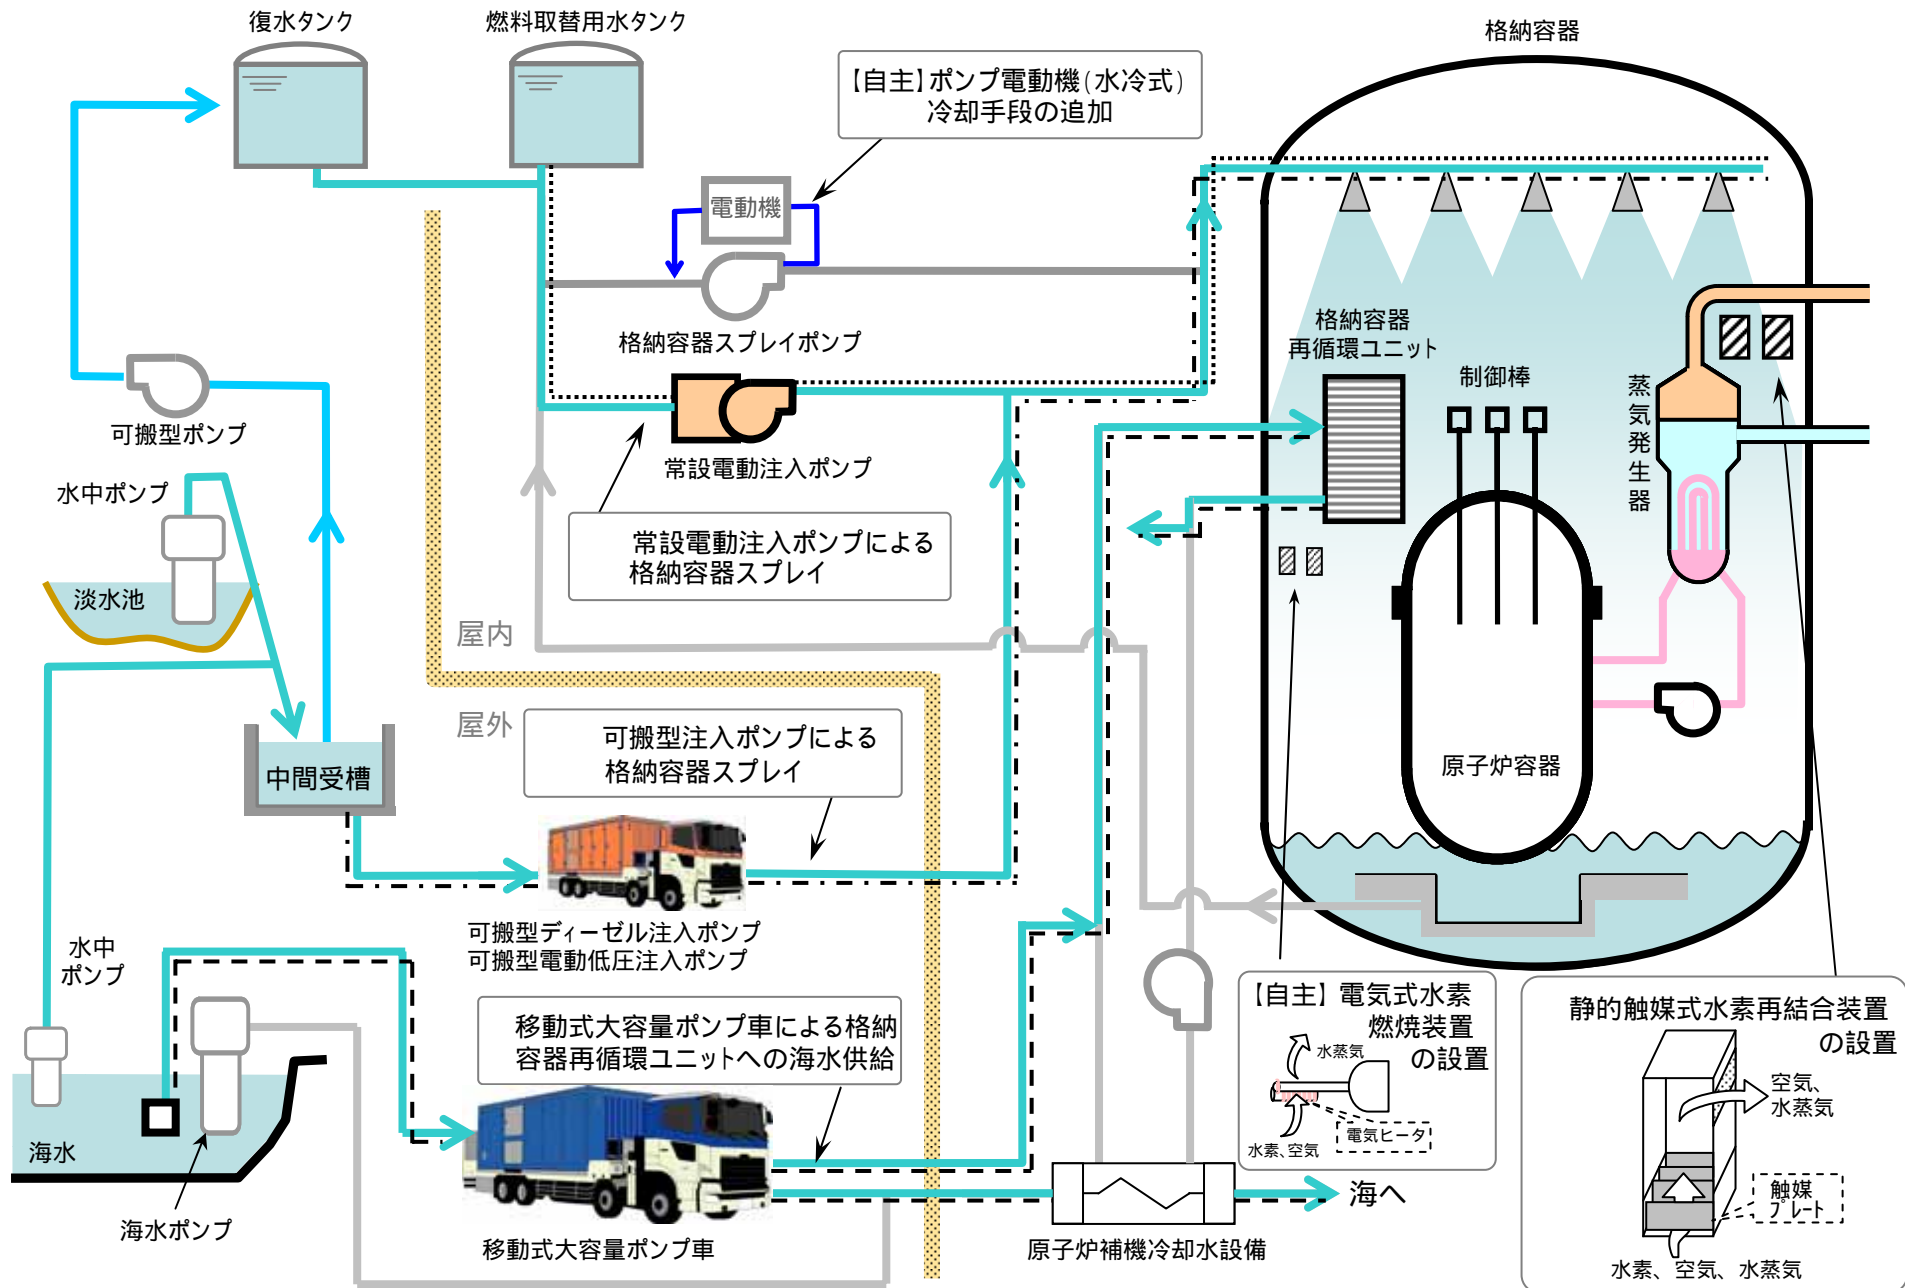 復水タンク
燃料取替用水タンク
格納容器
【自主】ポンプ電動機(水冷式)
冷却手段の追加
電動機
格納容器スプレイポンプ
格納容器
再循環ユニット
制御棒
蒸気発生器
可搬型ポンプ
常設電動注入ポンプ
水中ポンプ
常設電動注入ポンプによる
格納容器スプレイ
淡水池
屋内
屋外
可搬型注入ポンプによる
格納容器スプレイ
中間受槽
原子炉容器
可搬型ディーゼル注入ポンプ
可搬型電動低圧注入ポンプ
水中
ポンプ
移動式大容量ポンプ車による格納
容器再循環ユニットへの海水供給
【自主】電気式水素
燃焼装置
の設置
水蒸気
電気ヒータ
水素、空気
静的触媒式水素再結合装置
の設置
空気、
水蒸気
触媒
プレート
水素、空気、水蒸気
海水
海水ポンプ
移動式大容量ポンプ車
原子炉補機冷却水設備
海へ